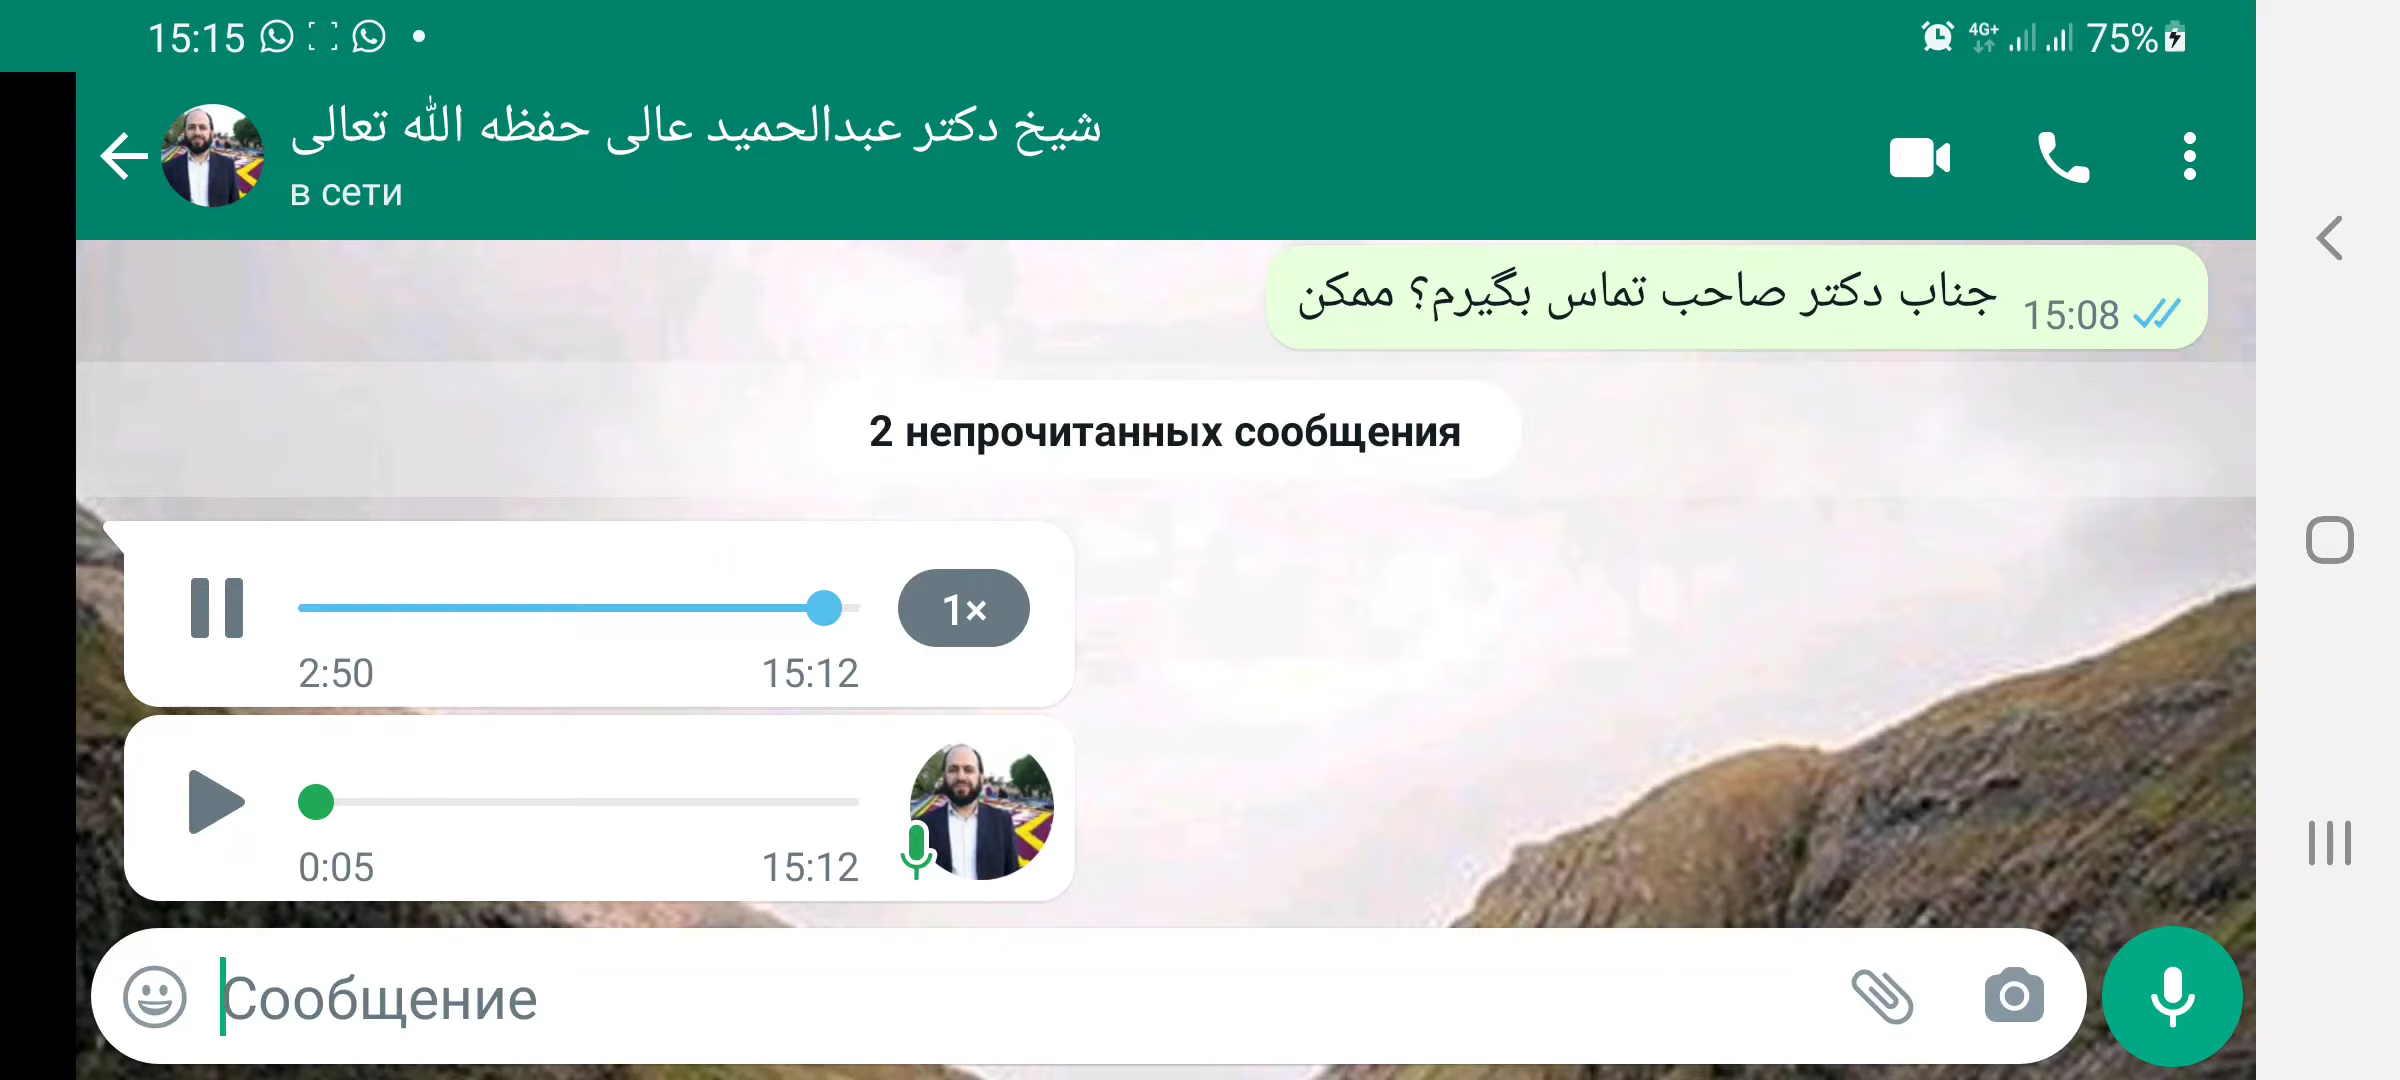 15:15
4G+ 75%
شیخ دکتر عبدالحمید عالی حفظه الله تعالی
в сети
جناب دکتر صاحب تماس بگیرم؟ ممکن
15:08
2 непрочитанных сообщения
1×
2:50 15:12
0:05 15:12
Сообщение